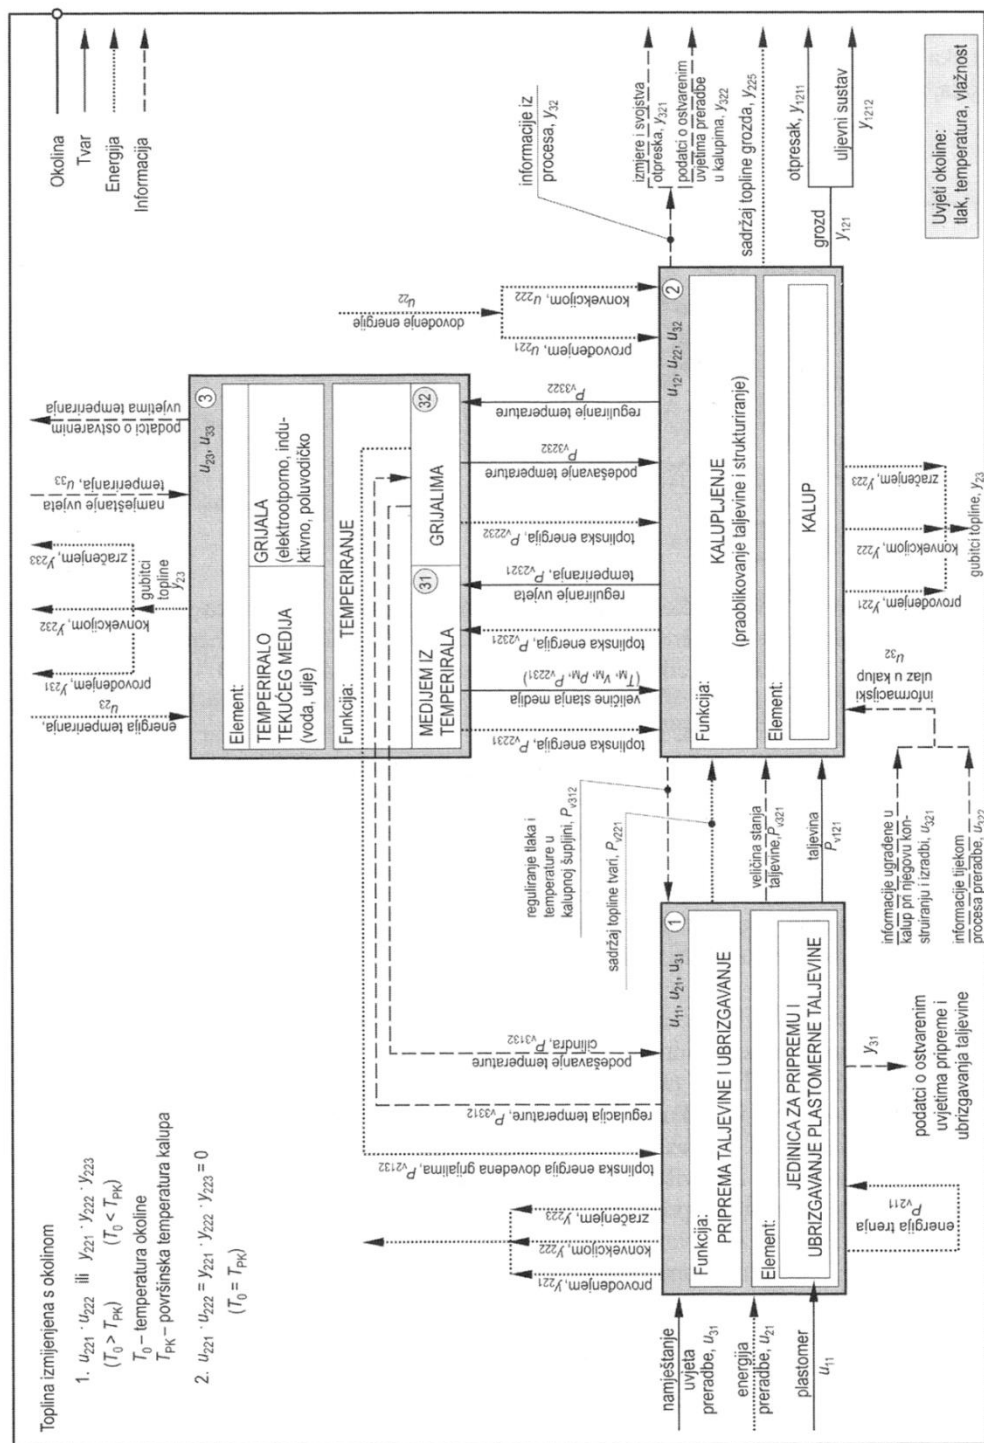 Toplina izmijenjena s okolinom
1. u221 · u222 ili y221 · y222 · y223
(T0 > TPK) (T0 < TPK)
T0 – temperatura okoline
TPK – površinska temperatura kalupa
2. u221 · u222 = y221 · y222 · y223 = 0
(T0 = TPK)
Okolina
Tvar
Energija
Informacija
energija temperiranja,
u23
provođenjem, y231
konvekcijom, y232
zračenjem, y233
gubitci
topline
y23
namještanje uvjeta
temperiranja, u33
podatci o ostvarenim
uvjetima temperiranja
u23, u33
3
Element:
TEMPERIRALO
TEKUĆEG MEDIJA
(voda, ulje)
GRIJALA
(elektrootporno, indu-
ktivno, poluvodičko
Funkcija:
TEMPERIRANJE
MEDIJEM IZ
TEMPERIRALA
31
GRIJALIMA
32
dovođenje energije
u22
provođenjem, u221
konvekcijom, u222
toplinska energija, Pv2231
veličine stanja medija
(TM, VM, PM, Pv2231)
toplinska energija, Pv2321
reguliranje uvjeta
temperiranja, Pv2321
toplinska energija, Pv2232
podešavanje temperature
Pv3232
reguliranje temperature
Pv3322
informacije iz
procesa, y32
izmjere i svojstva
otpreska, y321
podatci o ostvarenim
uvjetima preradbe
u kalupima, y322
sadržaj topline grozda, y225
grozd
y121
otpresak, y1211
uljevni sustav
y1212
Uvjeti okoline:
tlak, temperatura, vlažnost
u12, u22, u32
2
Funkcija:
KALUPLJENJE
(praoblikovanje taljevine i strukturiranje)
Element:
KALUP
provođenjem, y221
konvekcijom, y222
zračenjem, y223
gubitci topline, y23
informacijski
ulaz u kalup
u32
informacije ugrađene u
kalup pri njegovu kon-
struiranju i izradbi, u321
informacije tijekom
procesa preradbe, u322
reguliranje tlaka i
temperature u
kalupnoj šupljini, Pv312
sadržaj topline tvari, Pv221
veličina stanja
taljevine, Pv321
taljevina
Pv121
toplinska energija dovedena grijalima, Pv2132
regulacija temperature, Pv3312
podešavanje temperature
cilindra, Pv3132
provođenjem, y221
konvekcijom, y222
zračenjem, y223
namještanje
uvjeta
preradbe, u31
energija
preradbe, u21
plastomer
u11
u11, u21, u31
1
Funkcija:
PRIPREMA TALJEVINE I UBRIZGAVANJE
Element:
JEDINICA ZA PRIPREMU I
UBRIZGAVANJE PLASTOMERNE TALJEVINE
energija trenja
Pv211
y31
podatci o ostvarenim
uvjetima pripreme i
ubrizgavanja taljevine